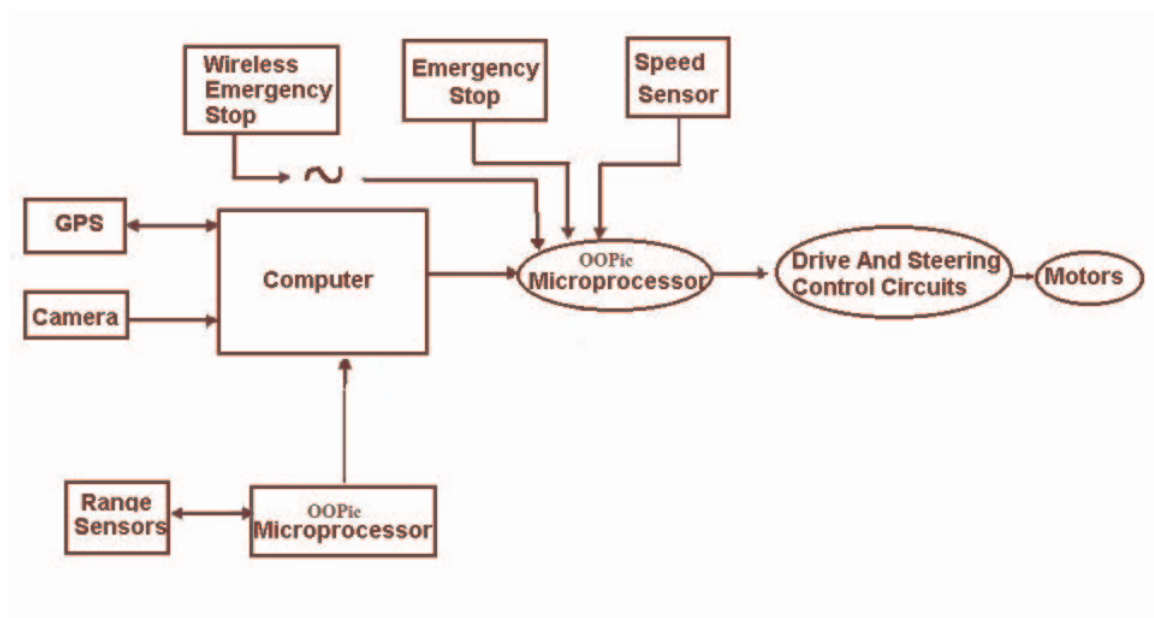 Wireless
Emergency
Stop
Emergency
Stop
Speed
Sensor
GPS
Camera
Computer
OOPic
Microprocessor
Drive And Steering
Control Circuits
Motors
Range
Sensors
OOPic
Microprocessor